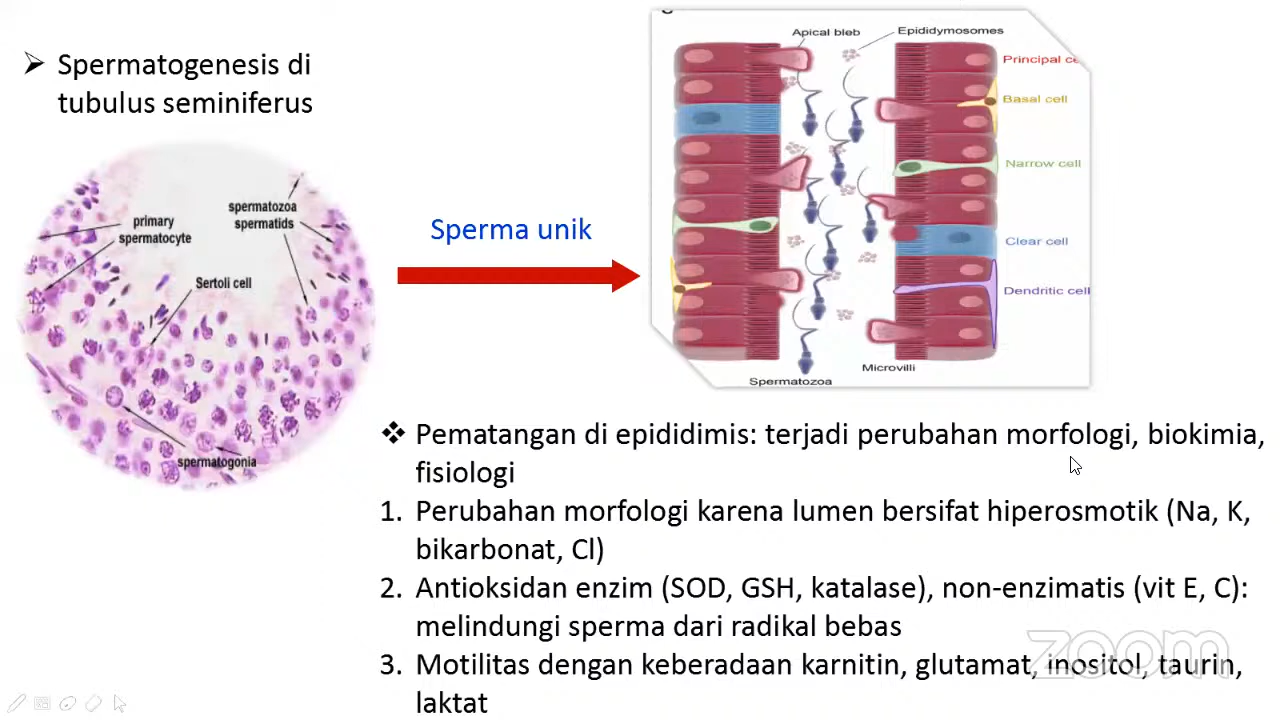 ➢ Spermatogenesis di
tubulus seminiferus
primary
spermatocyte
spermatozoa
spermatids
Sertoli cell
spermatogonia
Sperma unik
Apical bleb
Epididymosomes
Principal ce
Basal cell
Narrow cell
Clear cell
Dendritic cell
Microvilli
Spermatozoa
❖ Pematangan di epididimis: terjadi perubahan morfologi, biokimia,
fisiologi
1. Perubahan morfologi karena lumen bersifat hiperosmotik (Na, K,
bikarbonat, Cl)
2. Antioksidan enzim (SOD, GSH, katalase), non-enzimatis (vit E, C):
melindungi sperma dari radikal bebas
3. Motilitas dengan keberadaan karnitin, glutamat, inositol, taurin,
laktat
zoom